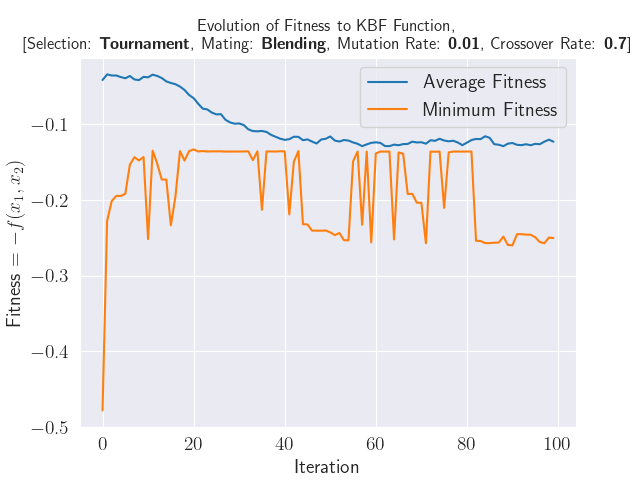 Evolution of Fitness to KBF Function,
[Selection: Tournament, Mating: Blending, Mutation Rate: 0.01, Crossover Rate: 0.7]
Average Fitness
Minimum Fitness
−0.1
−0.2
−0.3
−0.4
−0.5
Fitness = −f(x₁, x₂)
0 20 40 60 80 100
Iteration